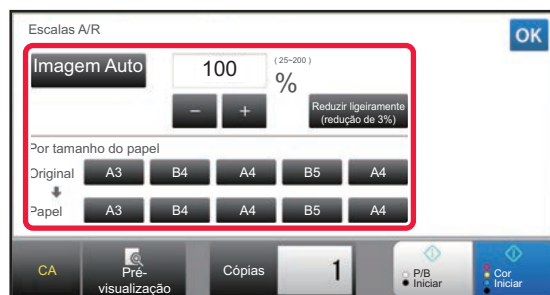 Escalas A/R
OK
Imagem Auto
100
( 25~200 )
%
−
+
Reduzir ligeiramente
(redução de 3%)
Por tamanho do papel
Original
A3 B4 A4 B5 A4
Papel
A3 B4 A4 B5 A4
CA
Pré-
visualização
Cópias
1
P/B
Iniciar
Cor
Iniciar